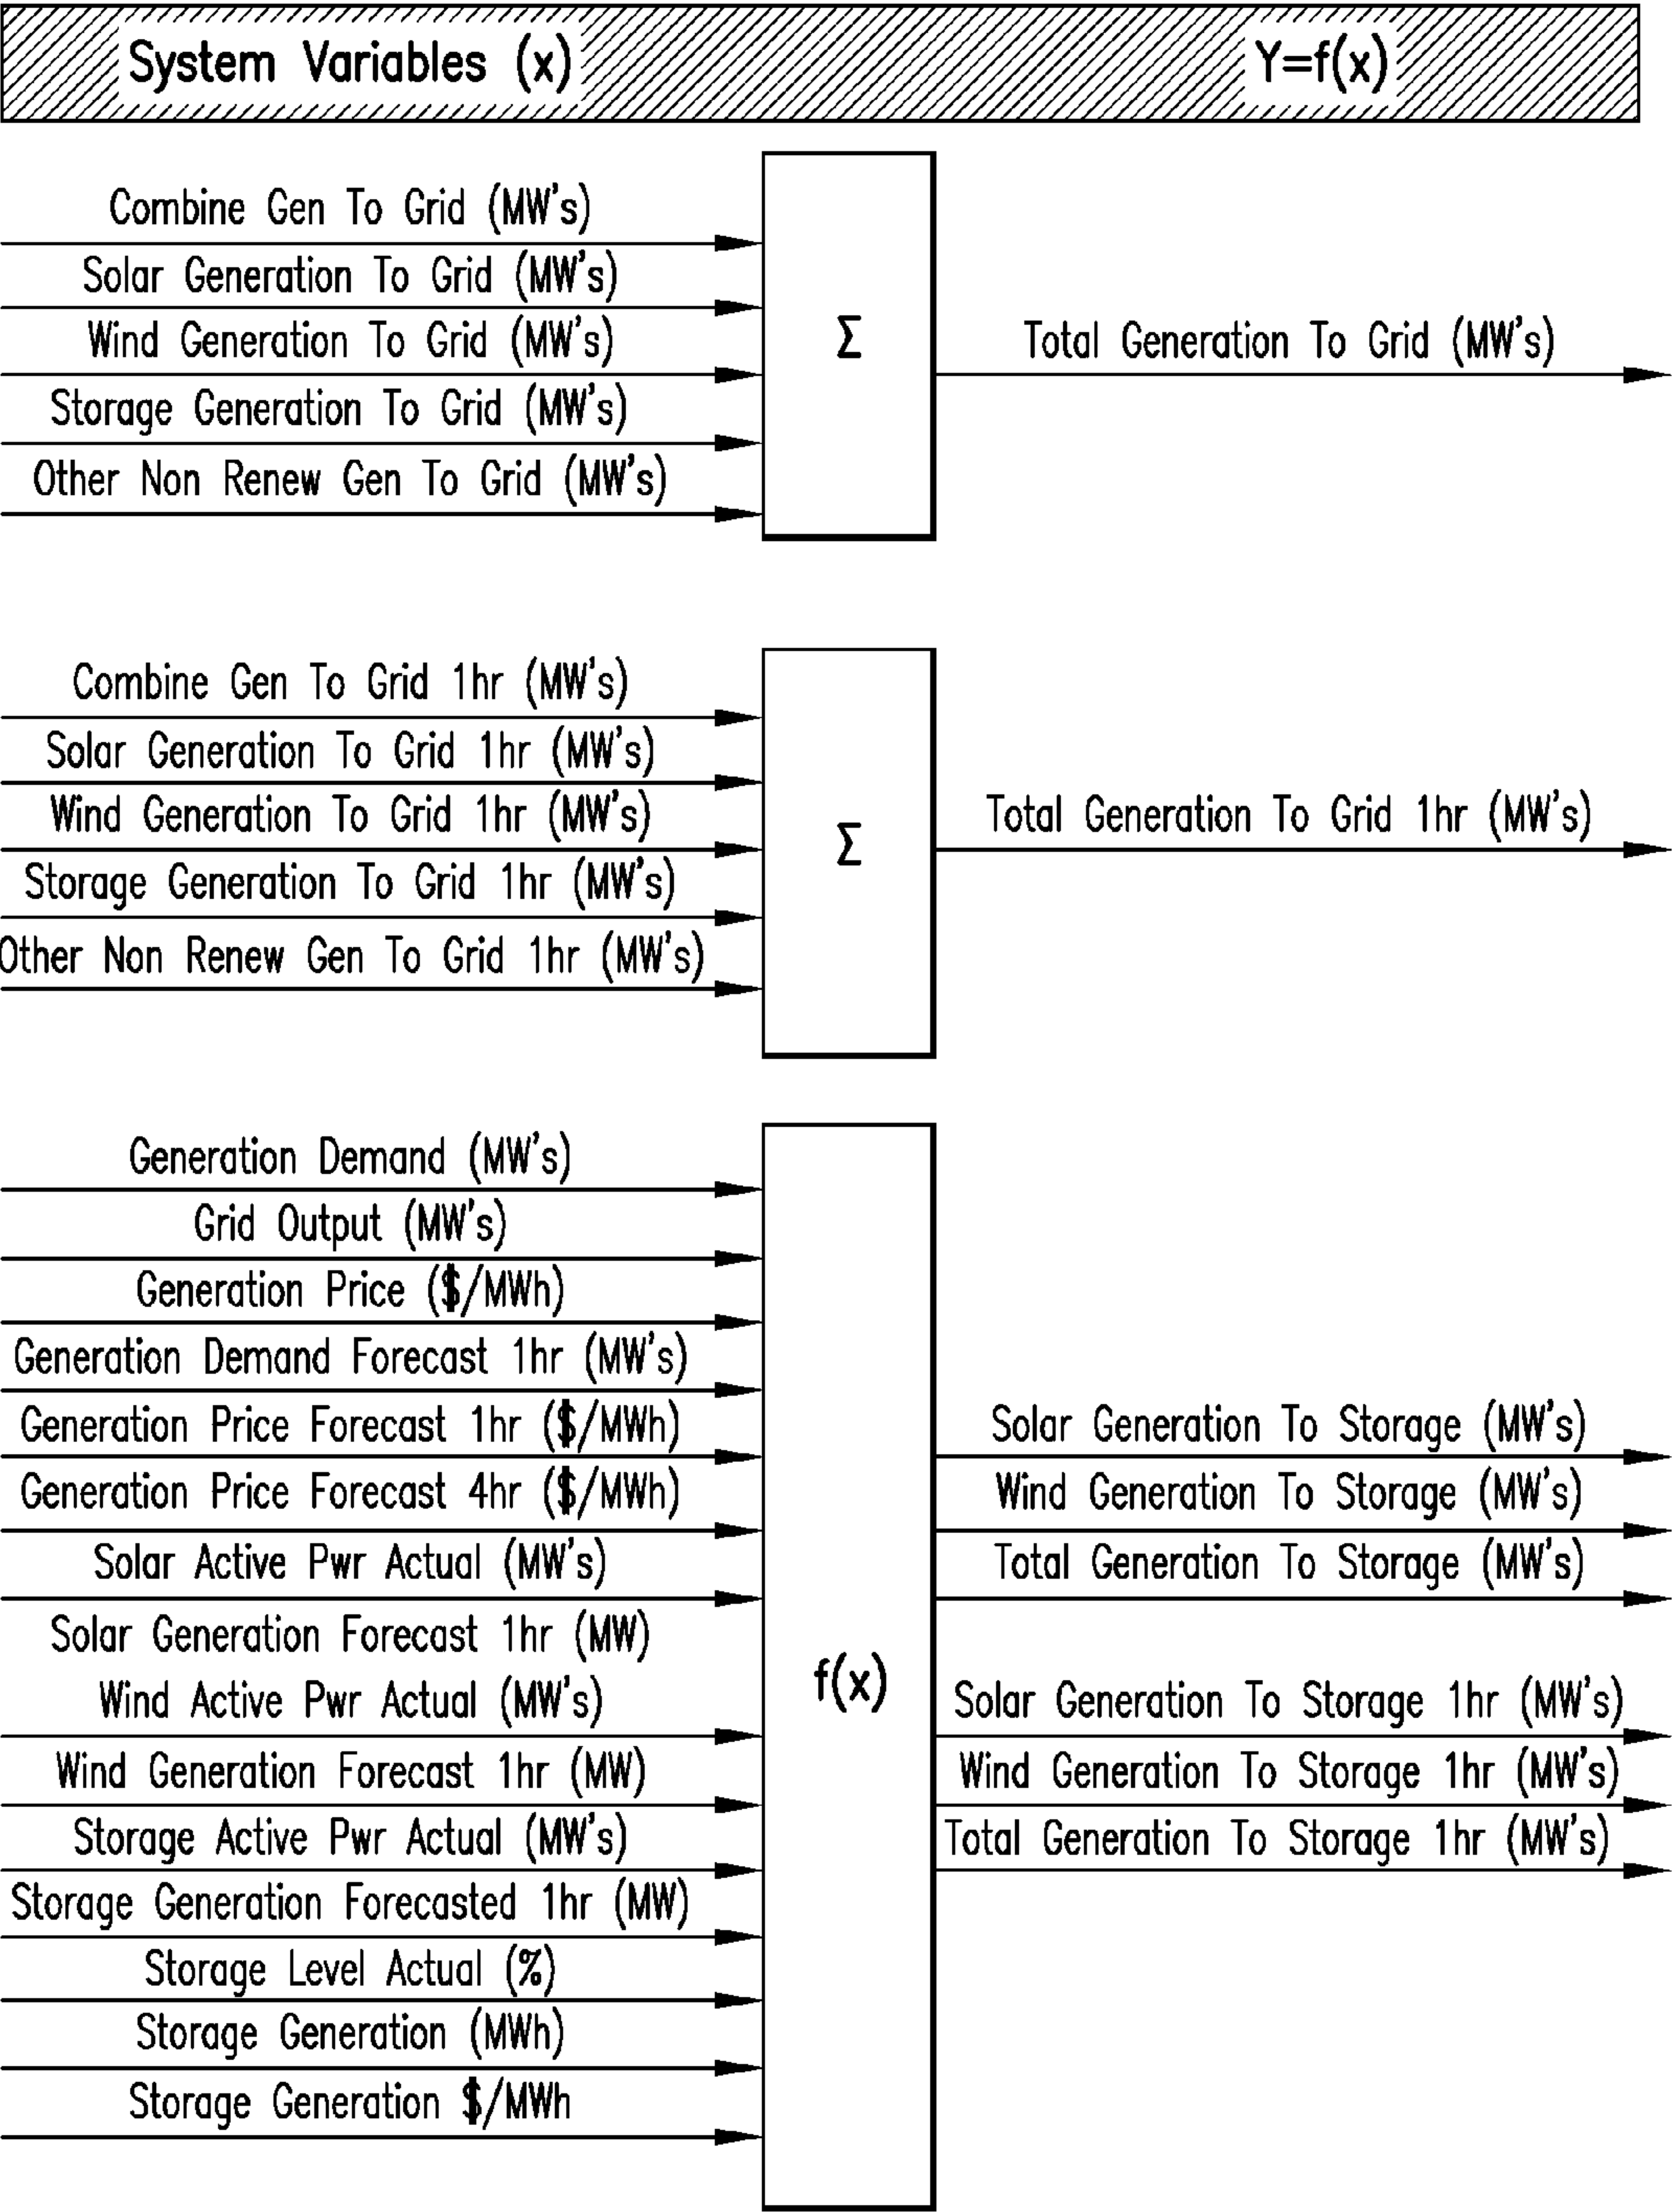 System Variables (x)
Y=f(x)
Combine Gen To Grid (MW's)
Solar Generation To Grid (MW's)
Wind Generation To Grid (MW's)
Storage Generation To Grid (MW's)
Other Non Renew Gen To Grid (MW's)
Σ
Total Generation To Grid (MW's)
Combine Gen To Grid 1hr (MW's)
Solar Generation To Grid 1hr (MW's)
Wind Generation To Grid 1hr (MW's)
Storage Generation To Grid 1hr (MW's)
Other Non Renew Gen To Grid 1hr (MW's)
Σ
Total Generation To Grid 1hr (MW's)
Generation Demand (MW's)
Grid Output (MW's)
Generation Price ($/MWh)
Generation Demand Forecast 1hr (MW's)
Generation Price Forecast 1hr ($/MWh)
Generation Price Forecast 4hr ($/MWh)
Solar Active Pwr Actual (MW's)
Solar Generation Forecast 1hr (MW)
Wind Active Pwr Actual (MW's)
Wind Generation Forecast 1hr (MW)
Storage Active Pwr Actual (MW's)
Storage Generation Forecasted 1hr (MW)
Storage Level Actual (%)
Storage Generation (MWh)
Storage Generation $/MWh
f(x)
Solar Generation To Storage (MW's)
Wind Generation To Storage (MW's)
Total Generation To Storage (MW's)
Solar Generation To Storage 1hr (MW's)
Wind Generation To Storage 1hr (MW's)
Total Generation To Storage 1hr (MW's)